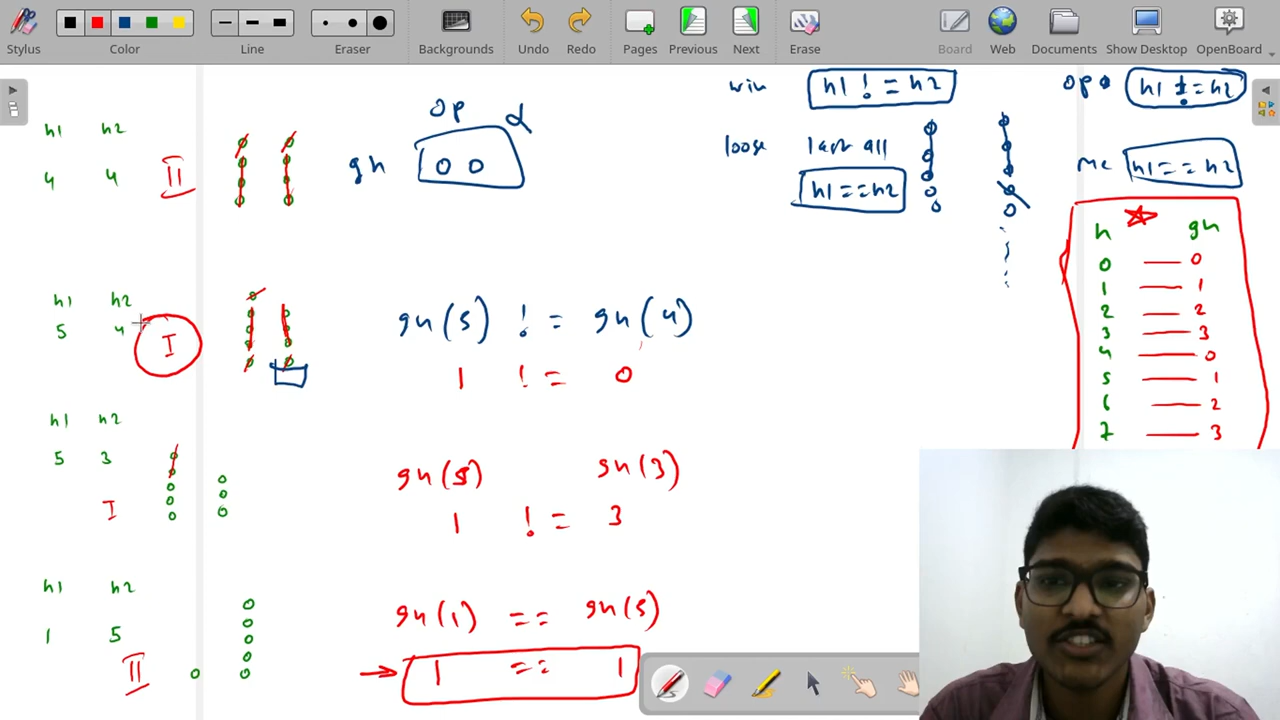 Stylus
Color
Line
Eraser
Backgrounds
Undo
Redo
Pages
Previous
Next
Erase
Board
Web
Documents
Show Desktop
OpenBoard
h1 h2
4 4 II
op
gn
win h1 != h2
loose last all
h1 == h2
op h1 != h2
me h1 == h2
n gn
0 — 0
1 — 1
2 — 2
3 — 3
4 — 0
5 — 1
6 — 2
7 — 3
h1 h2
5 4 I
gn(5) != gn(4)
1 != 0
h1 h2
5 3
I
gn(5) gn(3)
1 != 3
h1 h2
1 5
II
gn(1) == gn(5)
1 == 1